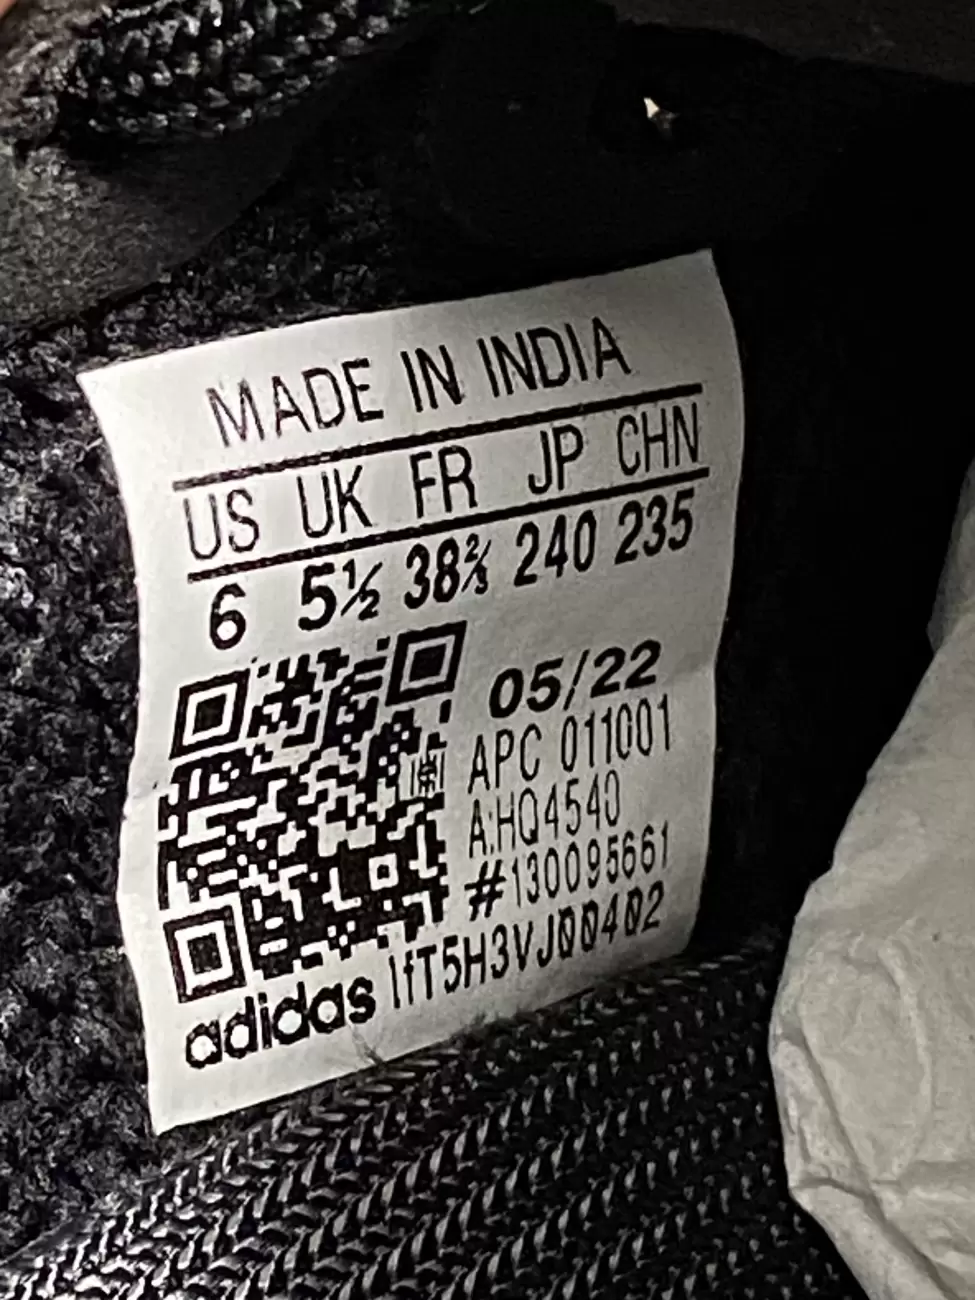 MADE IN INDIA
US UK FR JP CHN
6 5½ 38⅔ 240 235
05/22
APC 011001
A:HQ4540
#130095661
adidas 1fT5H3VJ00402